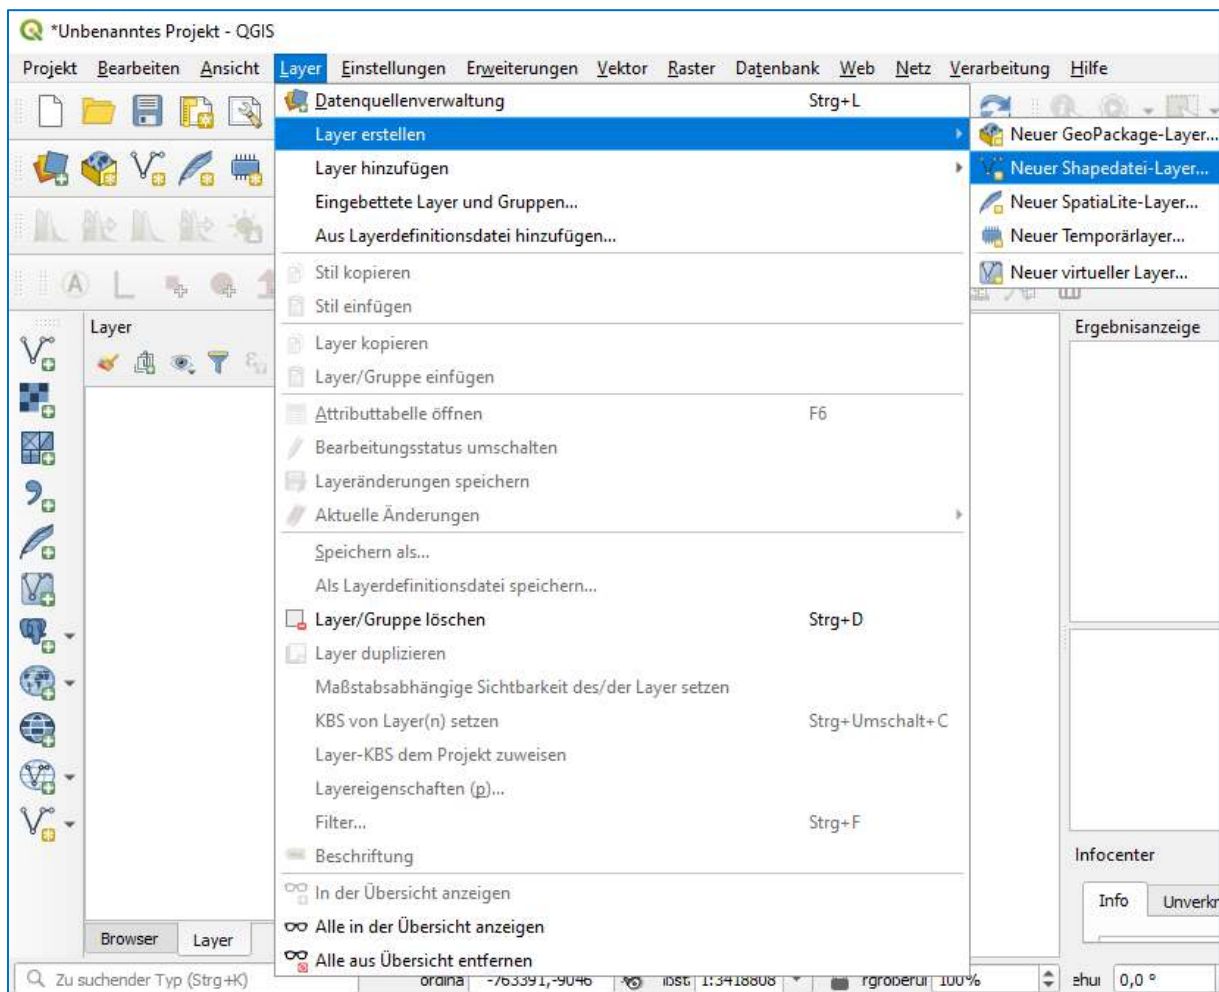 *Unbenanntes Projekt - QGIS
Projekt Bearbeiten Ansicht Layer Einstellungen Erweiterungen Vektor Raster Datenbank Web Netz Verarbeitung Hilfe
Datenquellenverwaltung Strg+L
Layer erstellen
Layer hinzufügen
Eingebettete Layer und Gruppen...
Aus Layerdefinitionsdatei hinzufügen...
Stil kopieren
Stil einfügen
Layer kopieren
Layer/Gruppe einfügen
Attributtabelle öffnen F6
Bearbeitungsstatus umschalten
Layeränderungen speichern
Aktuelle Änderungen
Speichern als...
Als Layerdefinitionsdatei speichern...
Layer/Gruppe löschen Strg+D
Layer duplizieren
Maßstabsabhängige Sichtbarkeit des/der Layer setzen
KBS von Layer(n) setzen Strg+Umschalt+C
Layer-KBS dem Projekt zuweisen
Layereigenschaften (p)...
Filter... Strg+F
Beschriftung
In der Übersicht anzeigen
Alle in der Übersicht anzeigen
Alle aus Übersicht entfernen
Neuer GeoPackage-Layer...
Neuer Shapedatei-Layer...
Neuer SpatiaLite-Layer...
Neuer Temporärlayer...
Neuer virtueller Layer...
Layer
Ergebnisanzeige
Infocenter
Info Unverkr
Browser Layer
Zu suchender Typ (Strg+K) ordina -763391,-9046 1:3418808 100% ehui 0,0 °